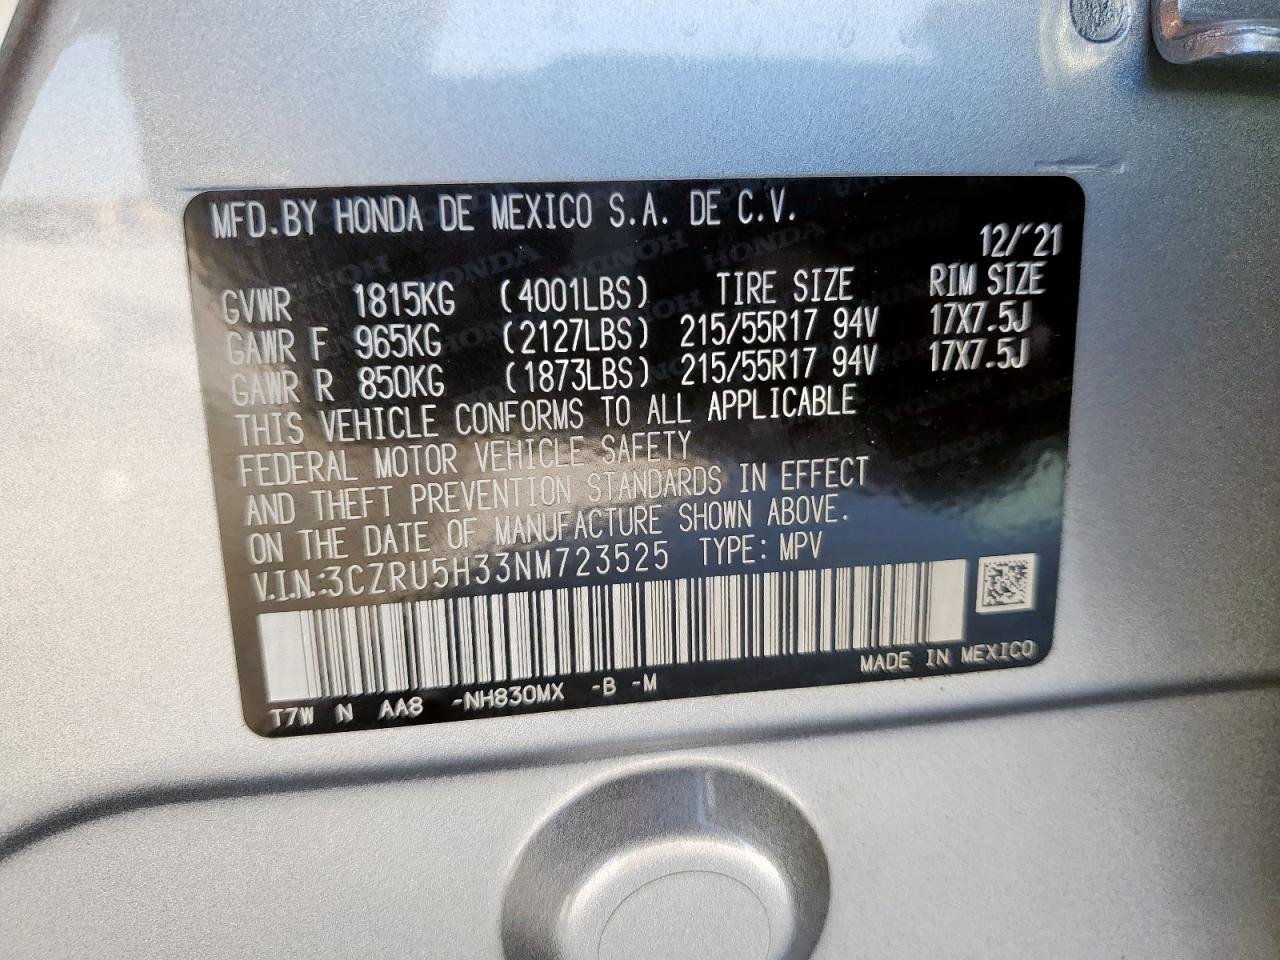 MFD.BY HONDA DE MEXICO S.A. DE C.V.
12/'21
GVWR 1815KG (4001LBS) TIRE SIZE RIM SIZE
GAWR F 965KG (2127LBS) 215/55R17 94V 17X7.5J
GAWR R 850KG (1873LBS) 215/55R17 94V 17X7.5J
THIS VEHICLE CONFORMS TO ALL APPLICABLE
FEDERAL MOTOR VEHICLE SAFETY
AND THEFT PREVENTION STANDARDS IN EFFECT
ON THE DATE OF MANUFACTURE SHOWN ABOVE.
V.I.N.:3CZRU5H33NM723525 TYPE: MPV
MADE IN MEXICO
T7W N AA8 -NH830MX -B -M